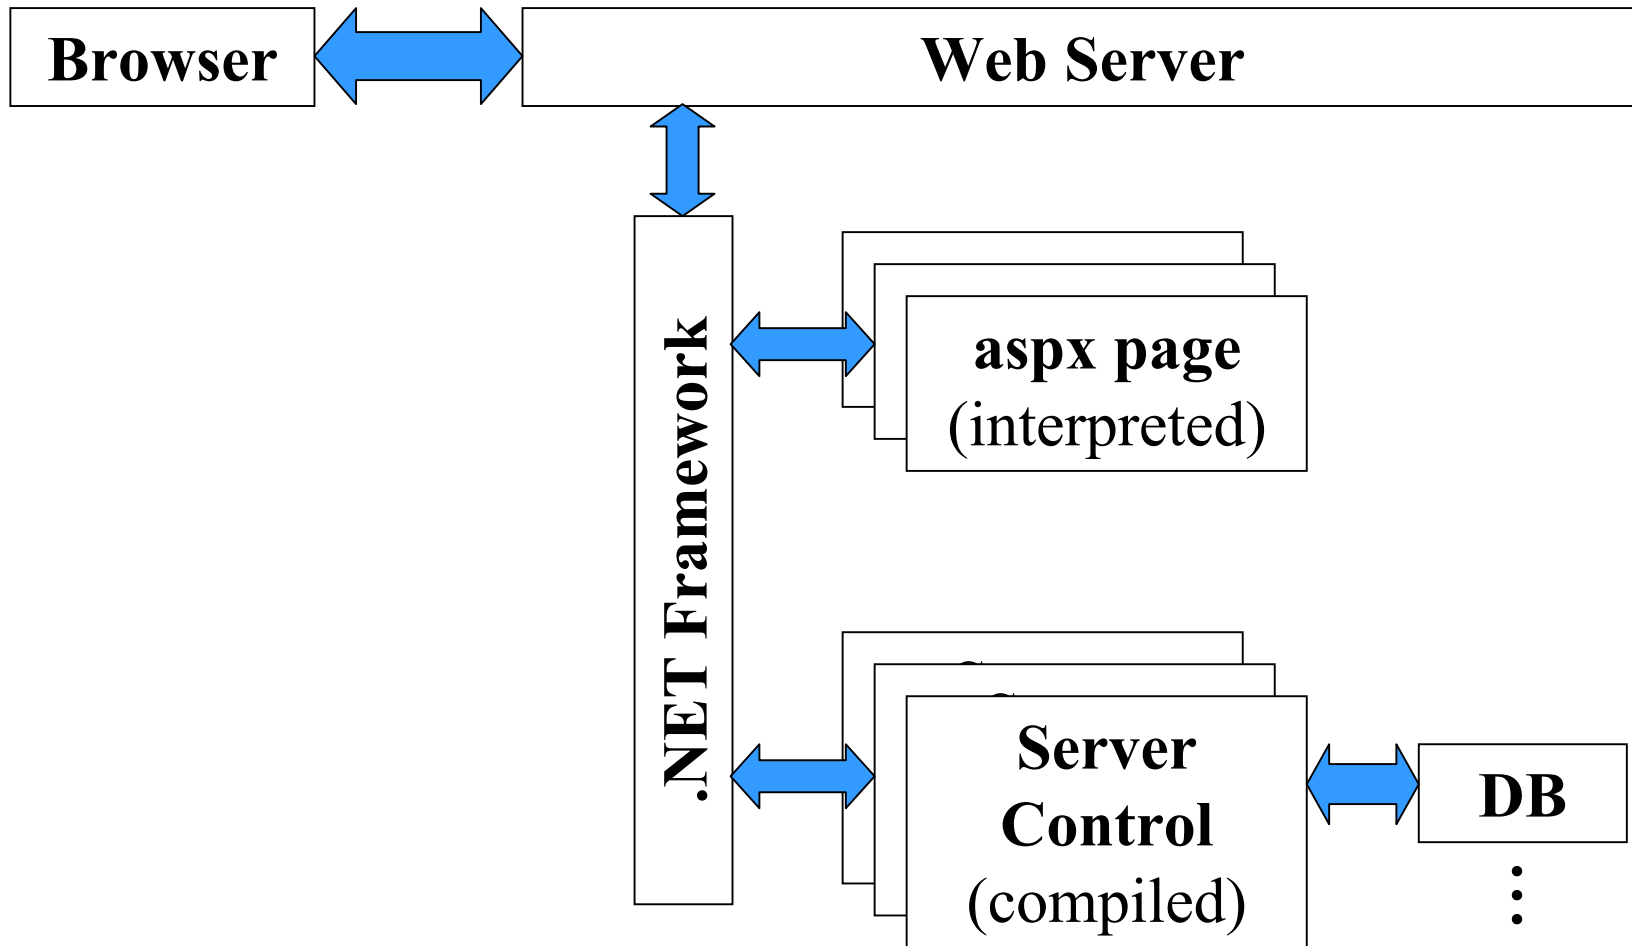 Browser
Web Server
.NET Framework
aspx page
(interpreted)
Server
Control
(compiled)
DB